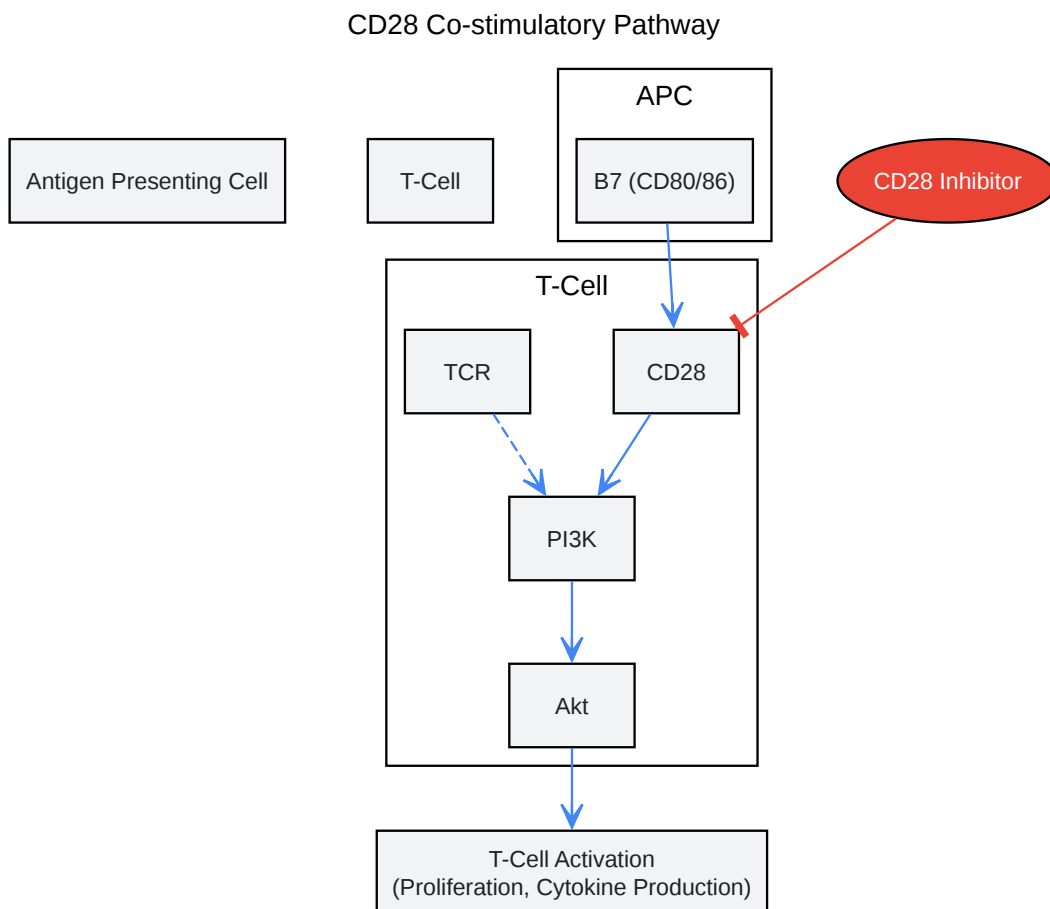 CD28 Co-stimulatory Pathway
APC
Antigen Presenting Cell
T-Cell
B7 (CD80/86)
CD28 Inhibitor
T-Cell
TCR
CD28
PI3K
Akt
T-Cell Activation
(Proliferation, Cytokine Production)